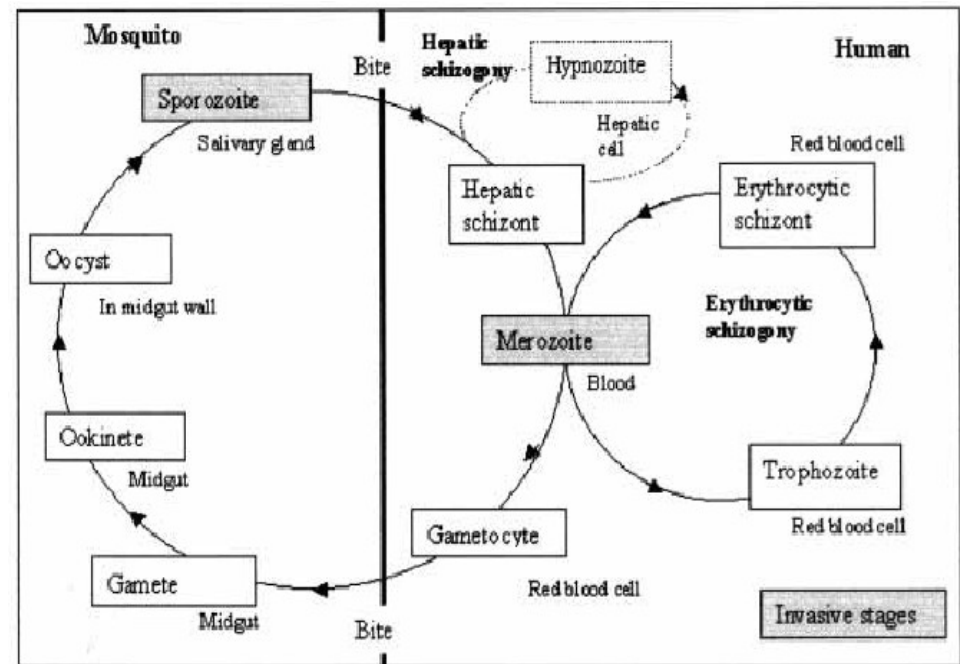 Mosquito
Bite
Hepatic
schizogony
Hypnozoite
Human
Sporozoite
Salivary gland
Hepatic
cell
Red blood cell
Hepatic
schizont
Erythrocytic
schizont
Oocyst
In midgut wall
Erythrocytic
schizogony
Merozoite
Blood
Ookinete
Midgut
Trophozoite
Red blood cell
Gametocyte
Red blood cell
Gamete
Midgut
Bite
Invasive stages